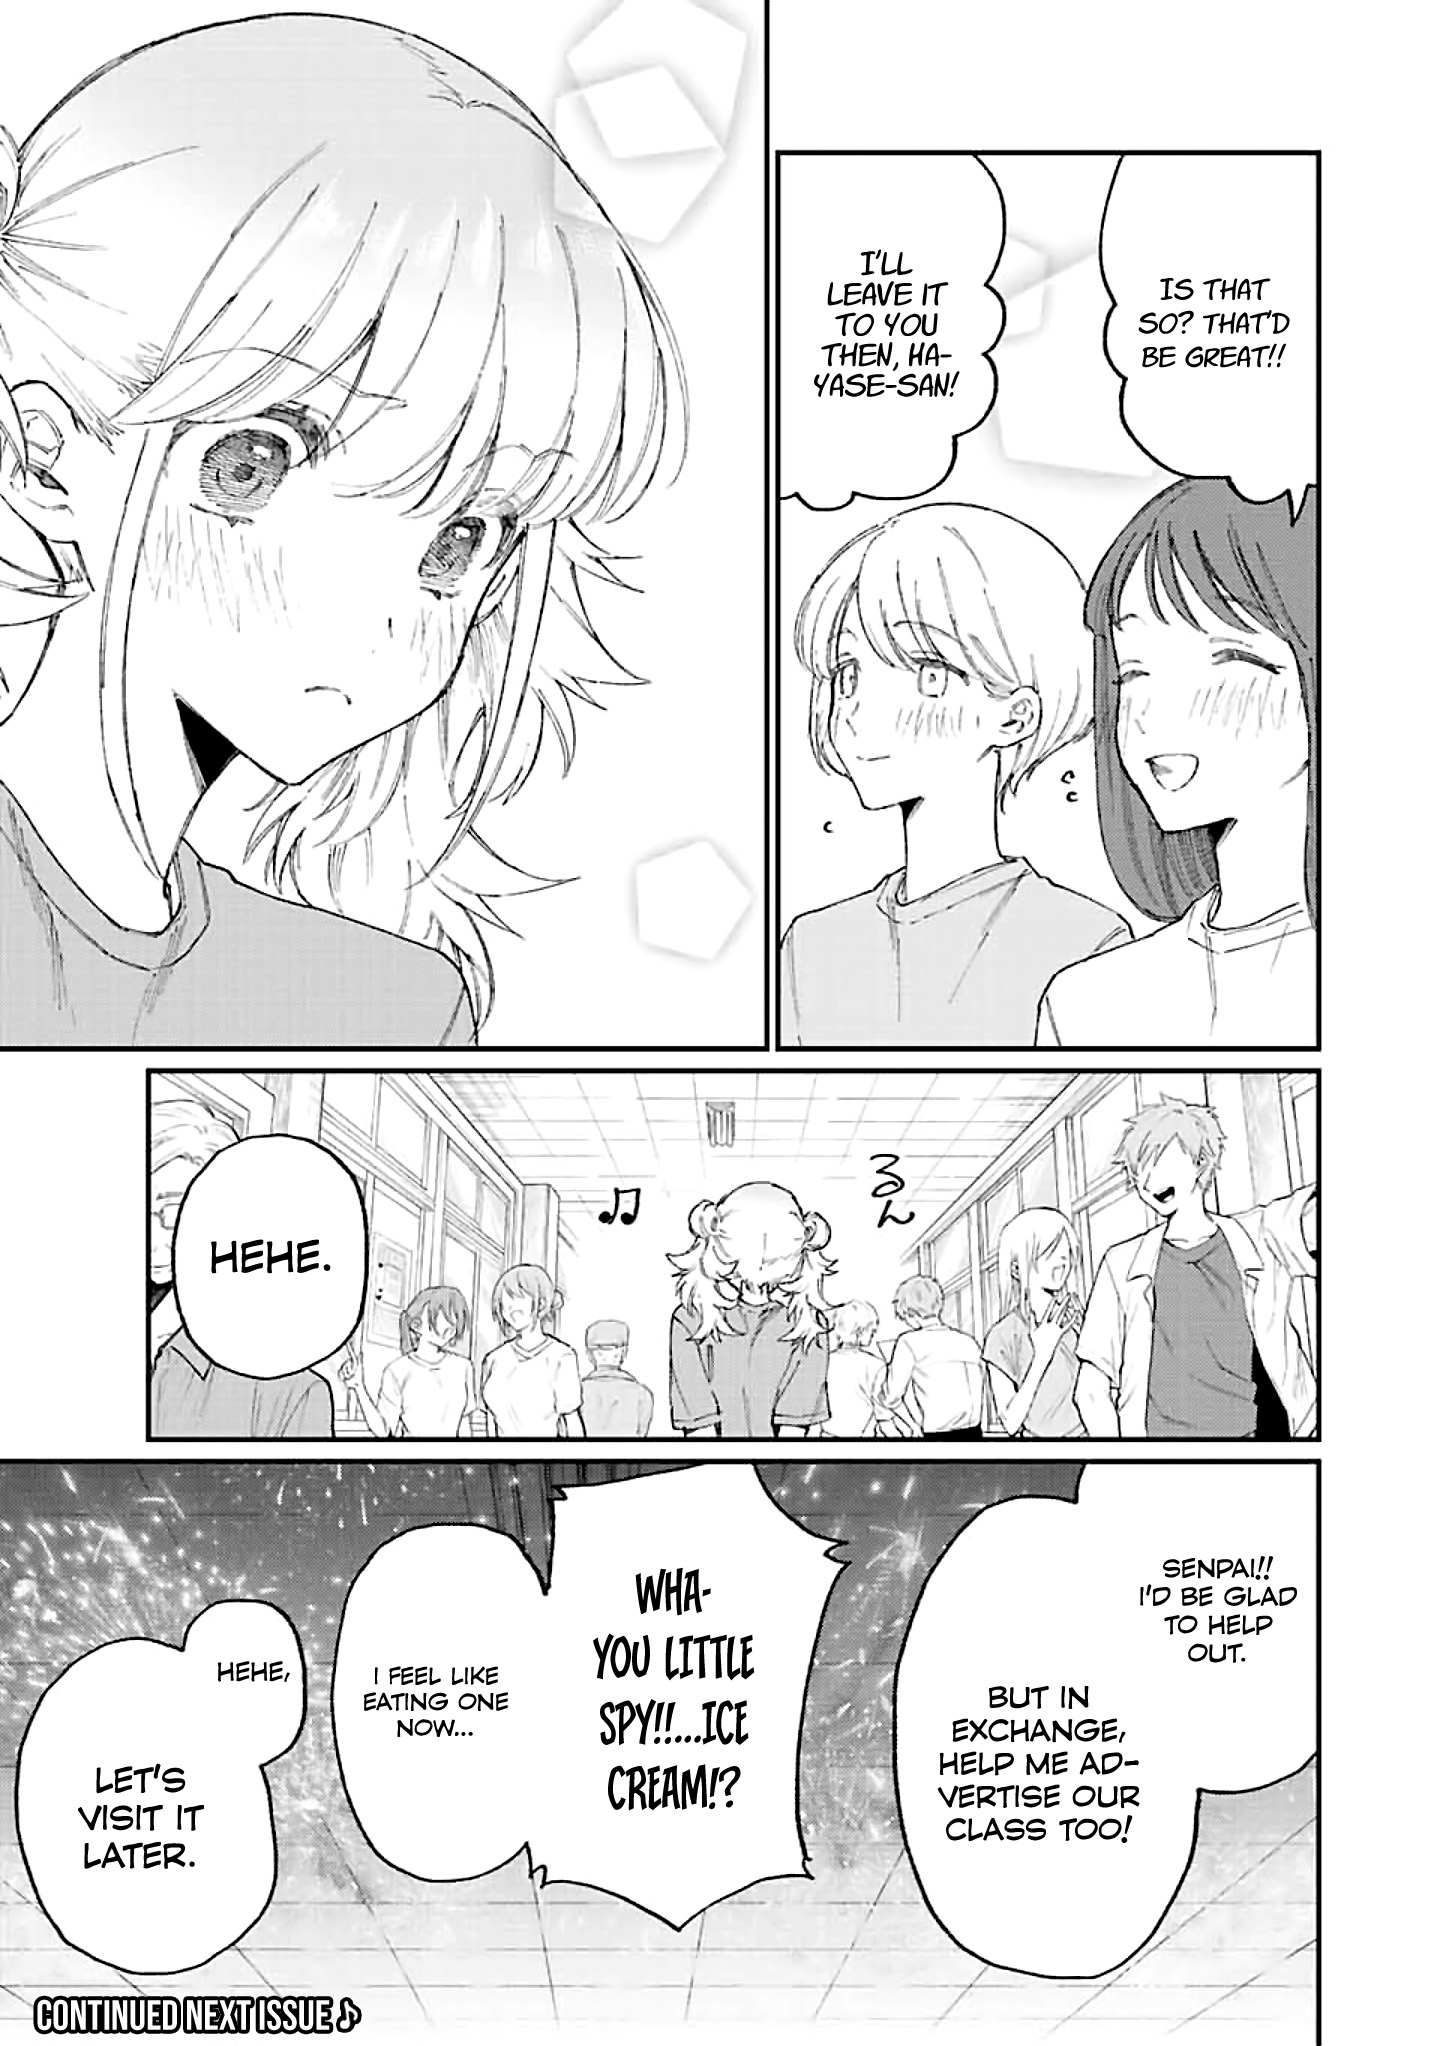 IS THAT
SO? THAT'D
BE GREAT!!
I'LL
LEAVE IT
TO YOU
THEN, HA-
YASE-SAN!
るん
HEHE.
SENPAI!!
I'D BE GLAD
TO HELP
OUT.
BUT IN
EXCHANGE,
HELP ME AD-
VERTISE OUR
CLASS TOO!
WHA-
YOU LITTLE
SPY!!...ICE
CREAM!?
I FEEL LIKE
EATING ONE
NOW...
HEHE,
LET'S
VISIT IT
LATER.
CONTINUED NEXT ISSUE♪